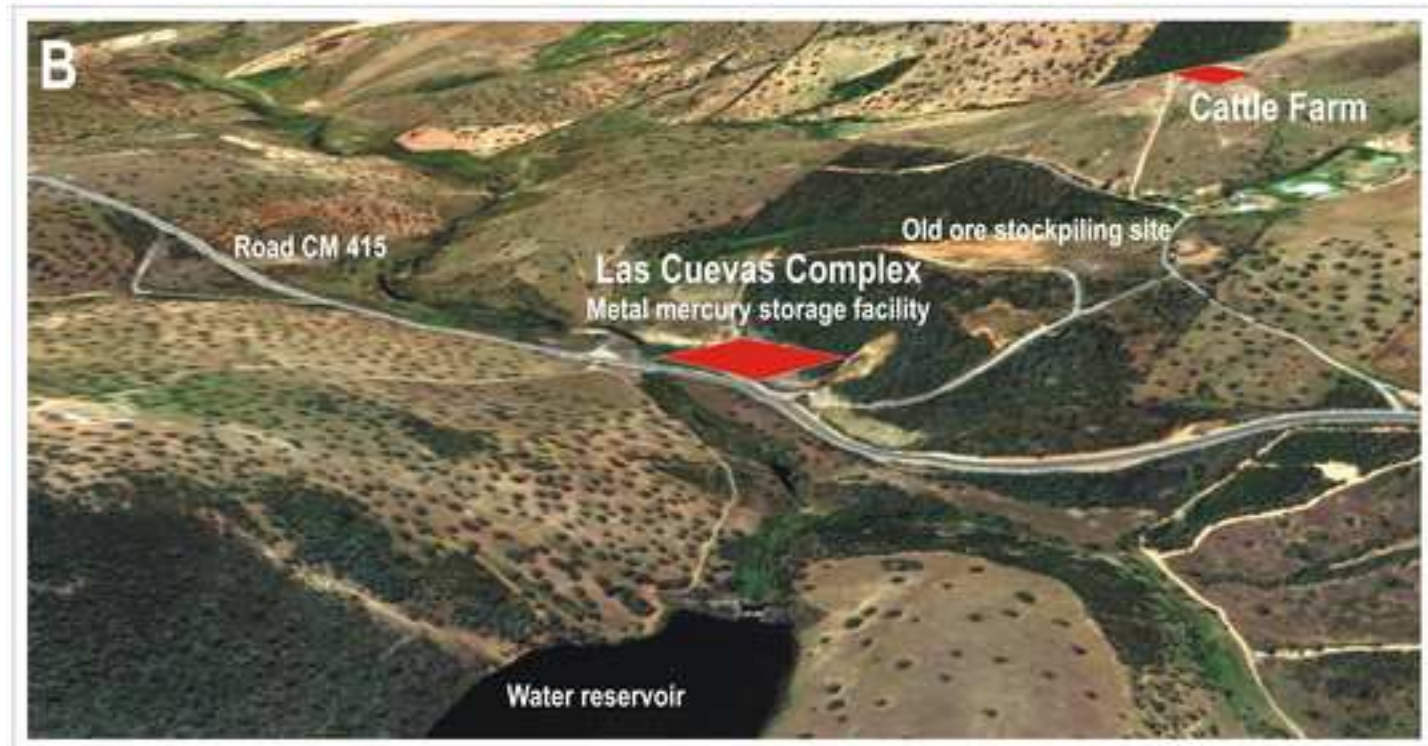 B
Cattle Farm
Old ore stockpiling site
Road CM 415
Las Cuevas Complex
Metal mercury storage facility
Water reservoir